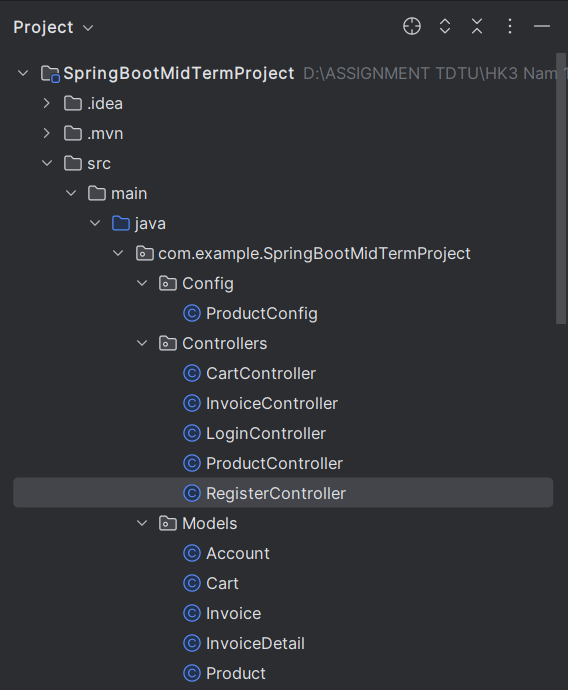 Project
SpringBootMidTermProject D:\ASSIGNMENT TDTU\HK3 Nam
.idea
.mvn
src
main
java
com.example.SpringBootMidTermProject
Config
ProductConfig
Controllers
CartController
InvoiceController
LoginController
ProductController
RegisterController
Models
Account
Cart
Invoice
InvoiceDetail
Product